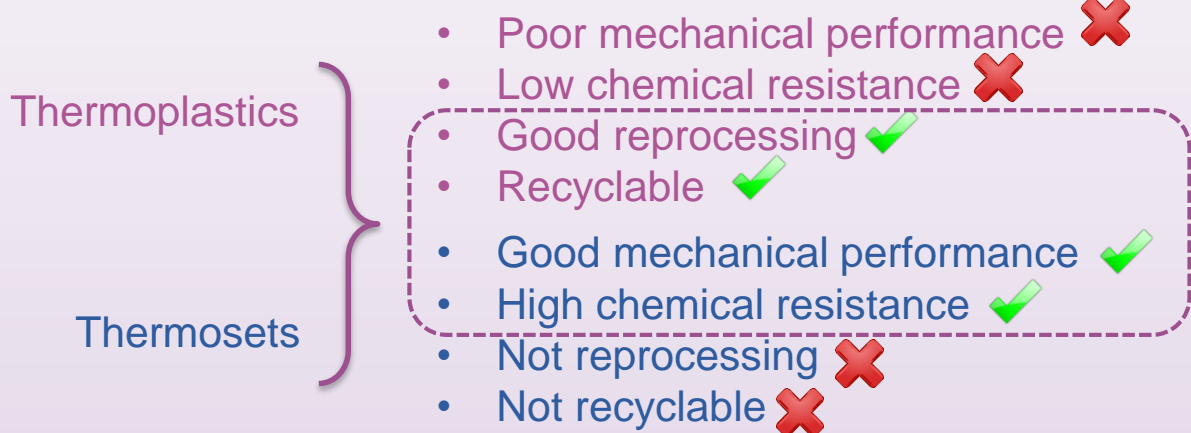 • Poor mechanical performance
• Low chemical resistance
Thermoplastics
• Good reprocessing
• Recyclable
• Good mechanical performance
• High chemical resistance
Thermosets
• Not reprocessing
• Not recyclable